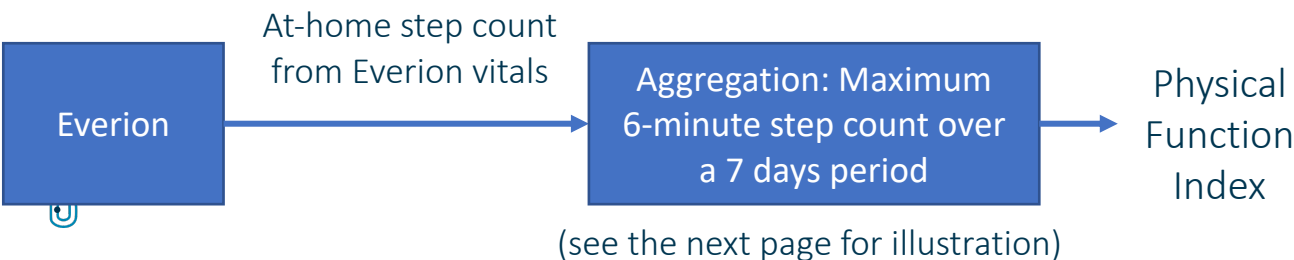 At-home step count
from Everion vitals
Everion
Aggregation: Maximum
6-minute step count over
a 7 days period
Physical
Function
Index
(see the next page for illustration)